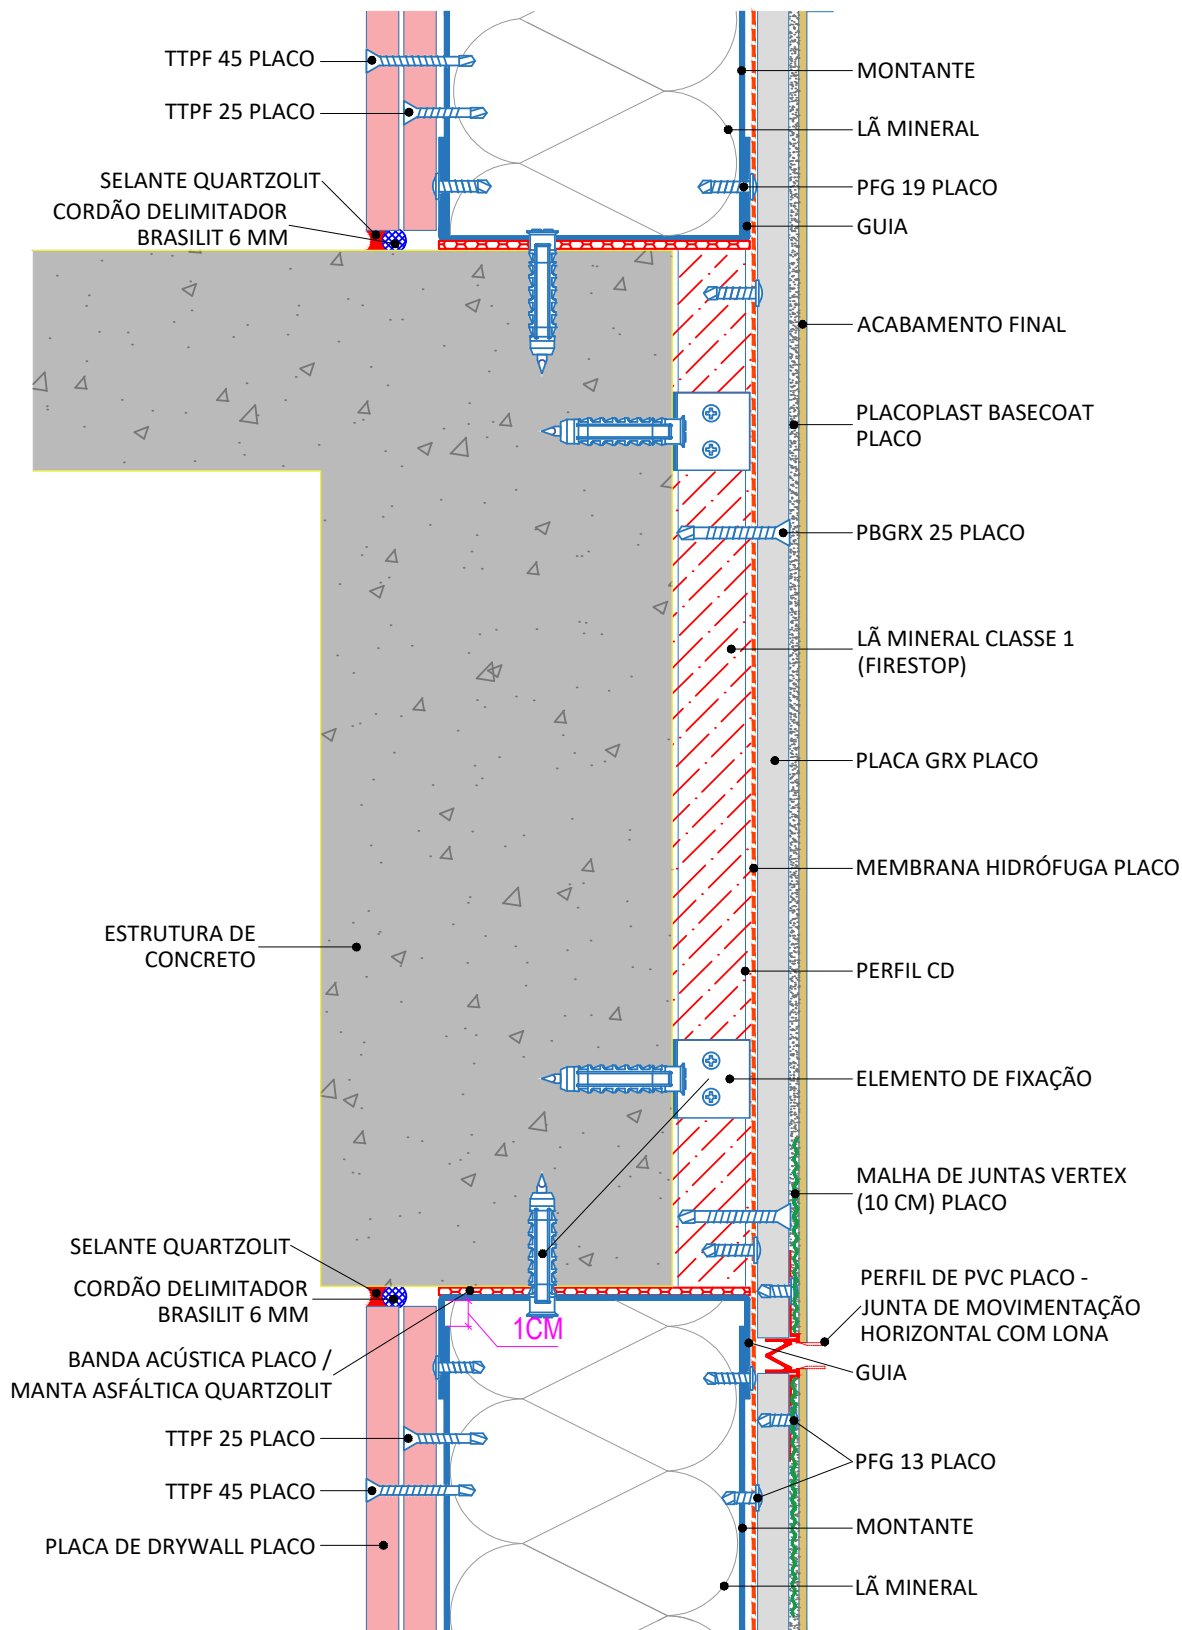 TTPF 45 PLACO
TTPF 25 PLACO
SELANTE QUARTZOLIT
CORDÃO DELIMITADOR
BRASILIT 6 MM
ESTRUTURA DE
CONCRETO
SELANTE QUARTZOLIT
CORDÃO DELIMITADOR
BRASILIT 6 MM
BANDA ACÚSTICA PLACO /
MANTA ASFÁLTICA QUARTZOLIT
TTPF 25 PLACO
TTPF 45 PLACO
PLACA DE DRYWALL PLACO
1CM
MONTANTE
LÃ MINERAL
PFG 19 PLACO
GUIA
ACABAMENTO FINAL
PLACOPLAST BASECOAT
PLACO
PBGRX 25 PLACO
LÃ MINERAL CLASSE 1
(FIRESTOP)
PLACA GRX PLACO
MEMBRANA HIDRÓFUGA PLACO
PERFIL CD
ELEMENTO DE FIXAÇÃO
MALHA DE JUNTAS VERTEX
(10 CM) PLACO
PERFIL DE PVC PLACO -
JUNTA DE MOVIMENTAÇÃO
HORIZONTAL COM LONA
GUIA
PFG 13 PLACO
MONTANTE
LÃ MINERAL